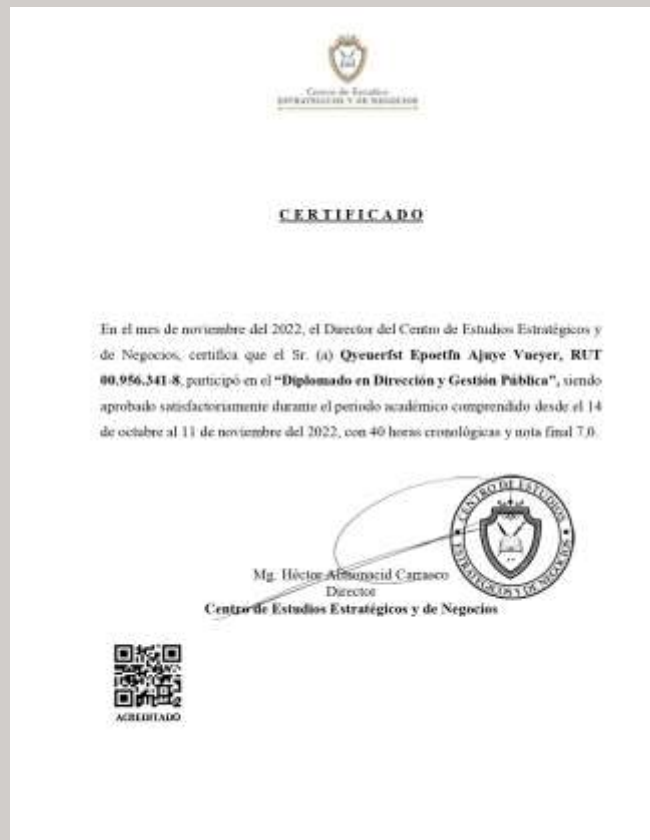 Centro de Estudios
ESTRATÉGICOS Y DE NEGOCIOS
CERTIFICADO
En el mes de noviembre del 2022, el Director del Centro de Estudios Estratégicos y
de Negocios, certifica que el Sr. (a) Qyeuerfst Epoetfn Ajuye Vueyer, RUT
00.956.341-8, participó en el “Diplomado en Dirección y Gestión Pública”, siendo
aprobado satisfactoriamente durante el periodo académico comprendido desde el 14
de octubre al 11 de noviembre del 2022, con 40 horas cronológicas y nota final 7,0.
CENTRO DE ESTUDIOS
ESTRATÉGICOS Y DE NEGOCIOS
Mg. Héctor Almonacid Carrasco
Director
Centro de Estudios Estratégicos y de Negocios
ACREDITADO